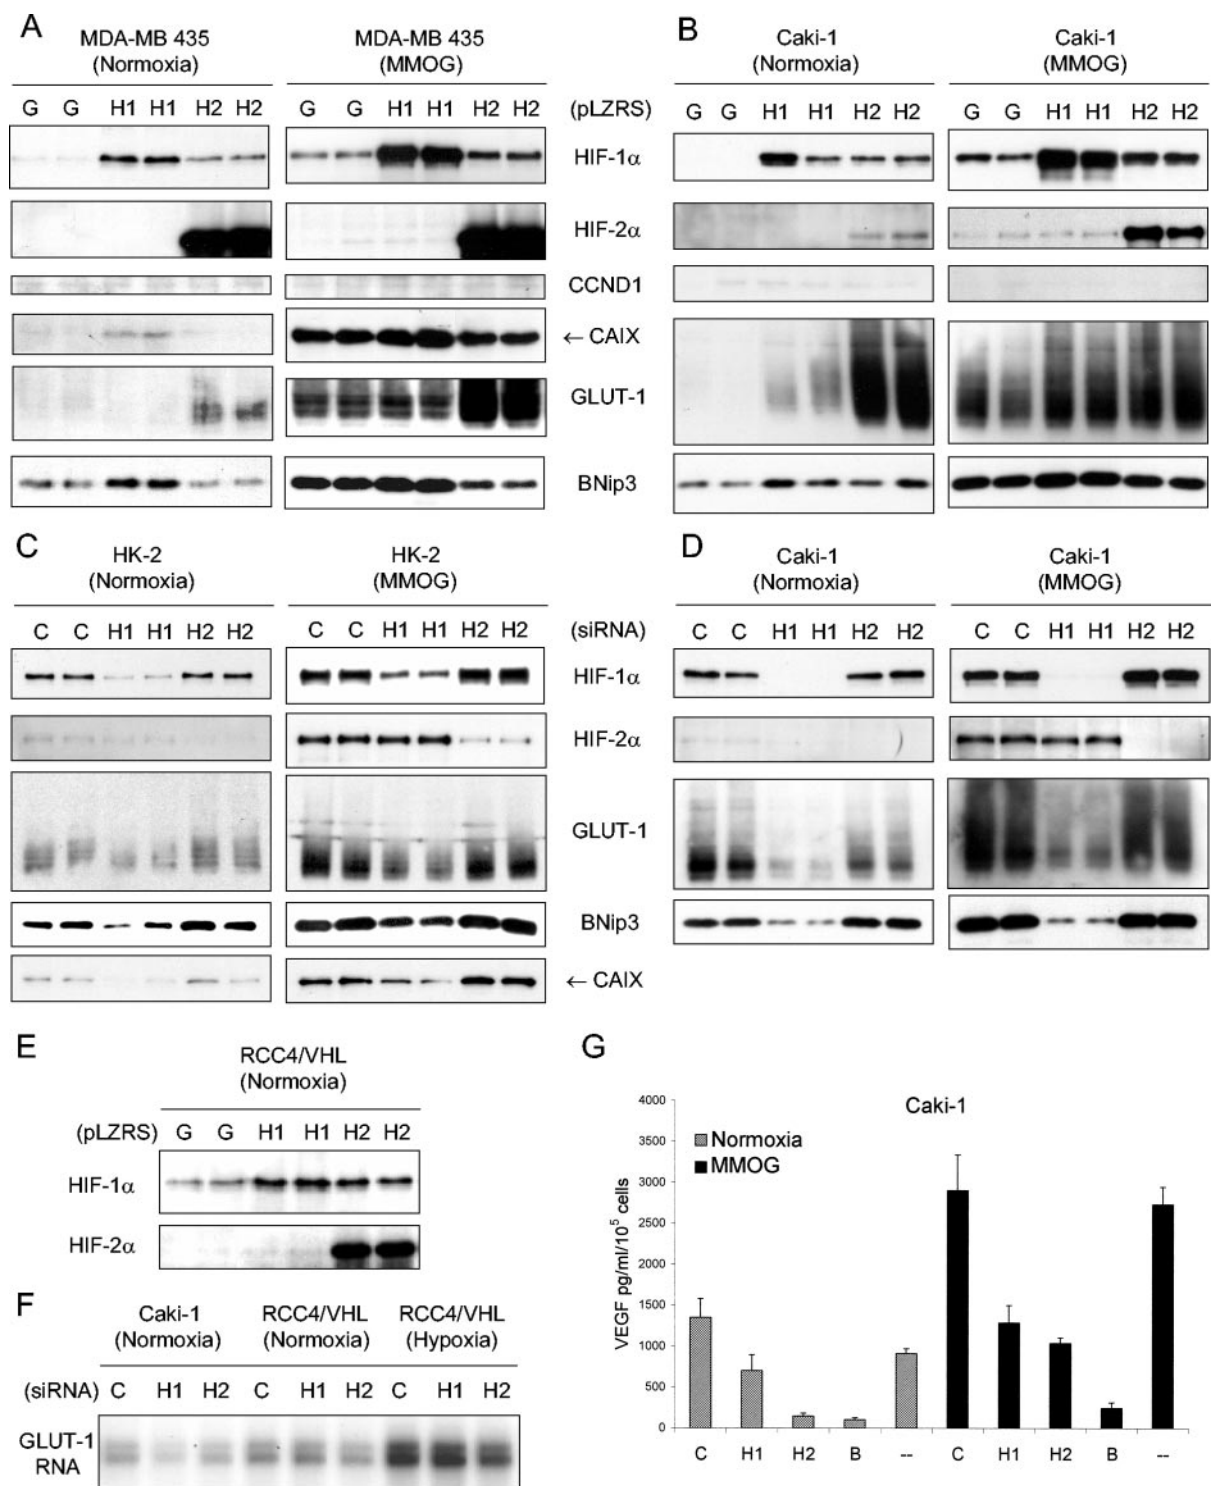 A
MDA-MB 435 (Normoxia)
MDA-MB 435 (MMOG)
G G H1 H1 H2 H2
G G H1 H1 H2 H2
B
Caki-1 (Normoxia)
Caki-1 (MMOG)
(pLZRS)
G G H1 H1 H2 H2
G G H1 H1 H2 H2
HIF-1α
HIF-2α
CCND1
← CAIX
GLUT-1
BNip3
C
HK-2 (Normoxia)
HK-2 (MMOG)
C C H1 H1 H2 H2
C C H1 H1 H2 H2
D
Caki-1 (Normoxia)
Caki-1 (MMOG)
(siRNA)
C C H1 H1 H2 H2
C C H1 H1 H2 H2
HIF-1α
HIF-2α
GLUT-1
BNip3
← CAIX
E
RCC4/VHL
(Normoxia)
(pLZRS) G G H1 H1 H2 H2
HIF-1α
HIF-2α
F
Caki-1 (Normoxia)
RCC4/VHL (Normoxia)
RCC4/VHL (Hypoxia)
(siRNA) C H1 H2 C H1 H2 C H1 H2
GLUT-1
RNA
G
Caki-1
Normoxia
MMOG
VEGF pg/ml/10⁵ cells
4000
3500
3000
2500
2000
1500
1000
500
0
C H1 H2 B -- C H1 H2 B --